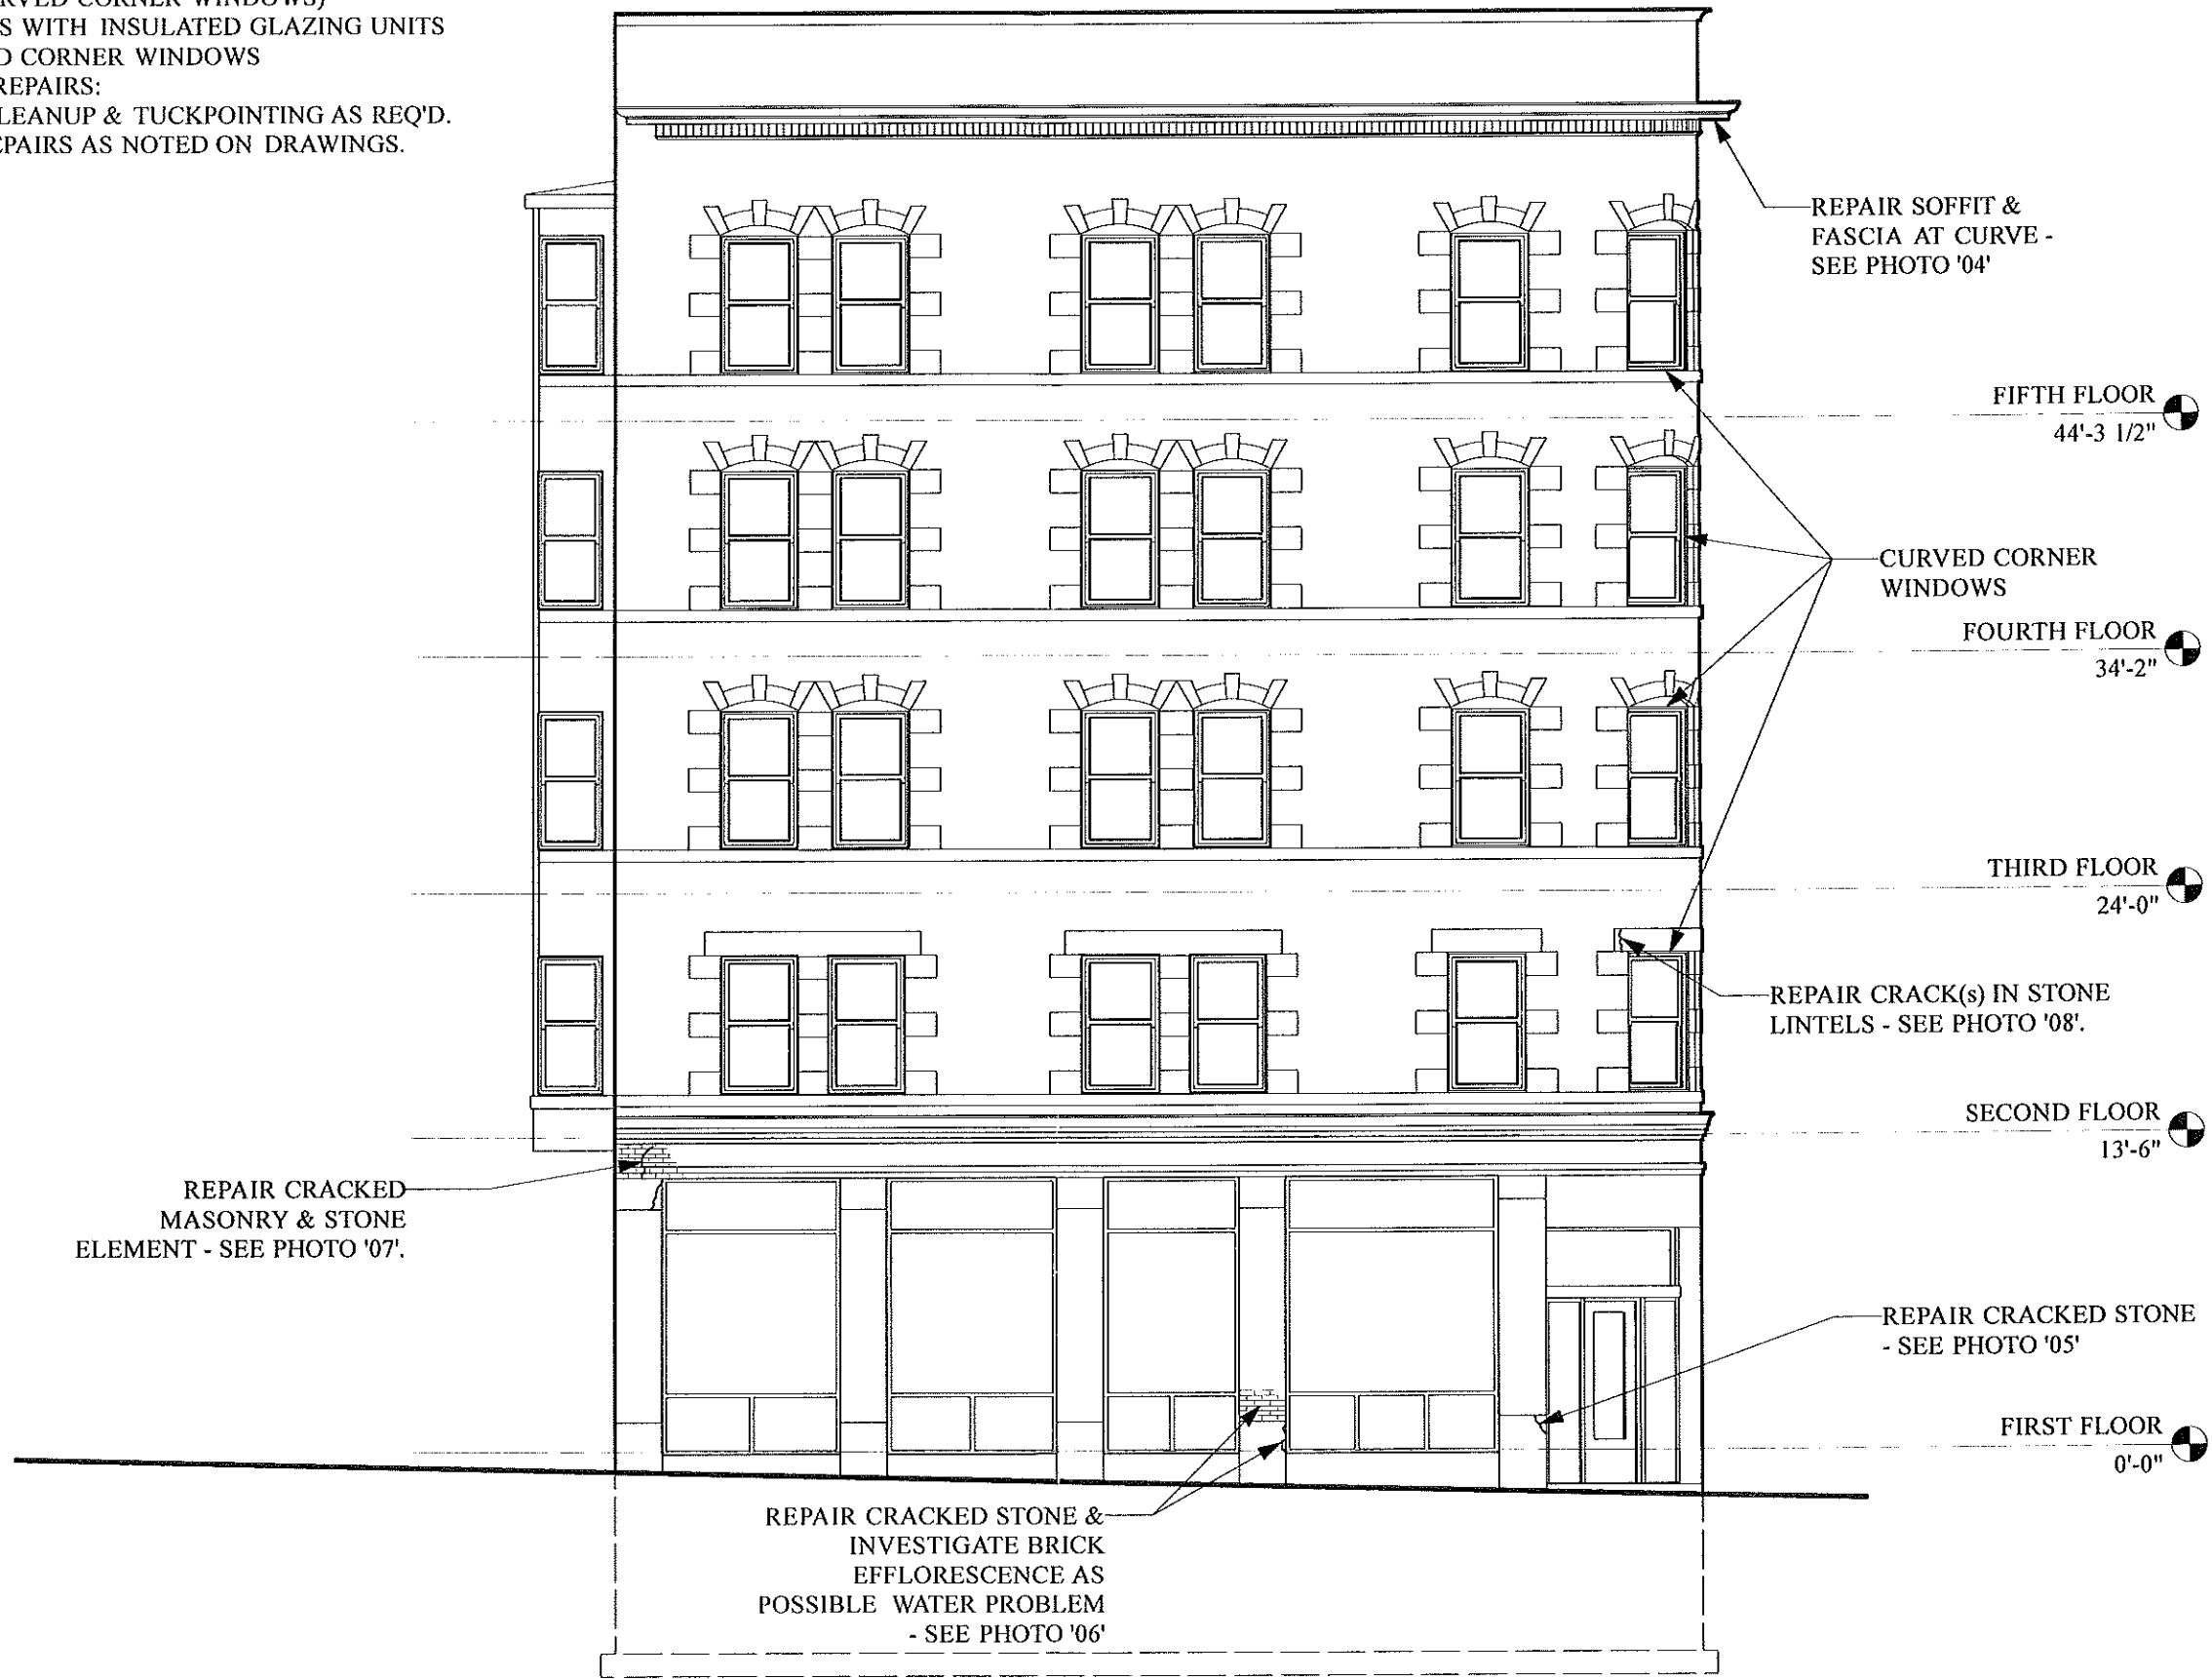 CORNER WINDOWS)
WITH INSULATED GLAZING UNITS
CORNER WINDOWS
REPAIRS:
& TUCKPOINTING AS REQ'D.
AS NOTED ON DRAWINGS.
REPAIR SOFFIT &
FASCIA AT CURVE -
SEE PHOTO '04'
FIFTH FLOOR
44'-3 1/2"
CURVED CORNER
WINDOWS
FOURTH FLOOR
34'-2"
THIRD FLOOR
24'-0"
REPAIR CRACK(s) IN STONE
LINTELS - SEE PHOTO '08'.
SECOND FLOOR
13'-6"
REPAIR CRACKED
MASONRY & STONE
ELEMENT - SEE PHOTO '07'.
REPAIR CRACKED STONE
- SEE PHOTO '05'
FIRST FLOOR
0'-0"
REPAIR CRACKED STONE &
INVESTIGATE BRICK
EFFLORESCENCE AS
POSSIBLE WATER PROBLEM
- SEE PHOTO '06'